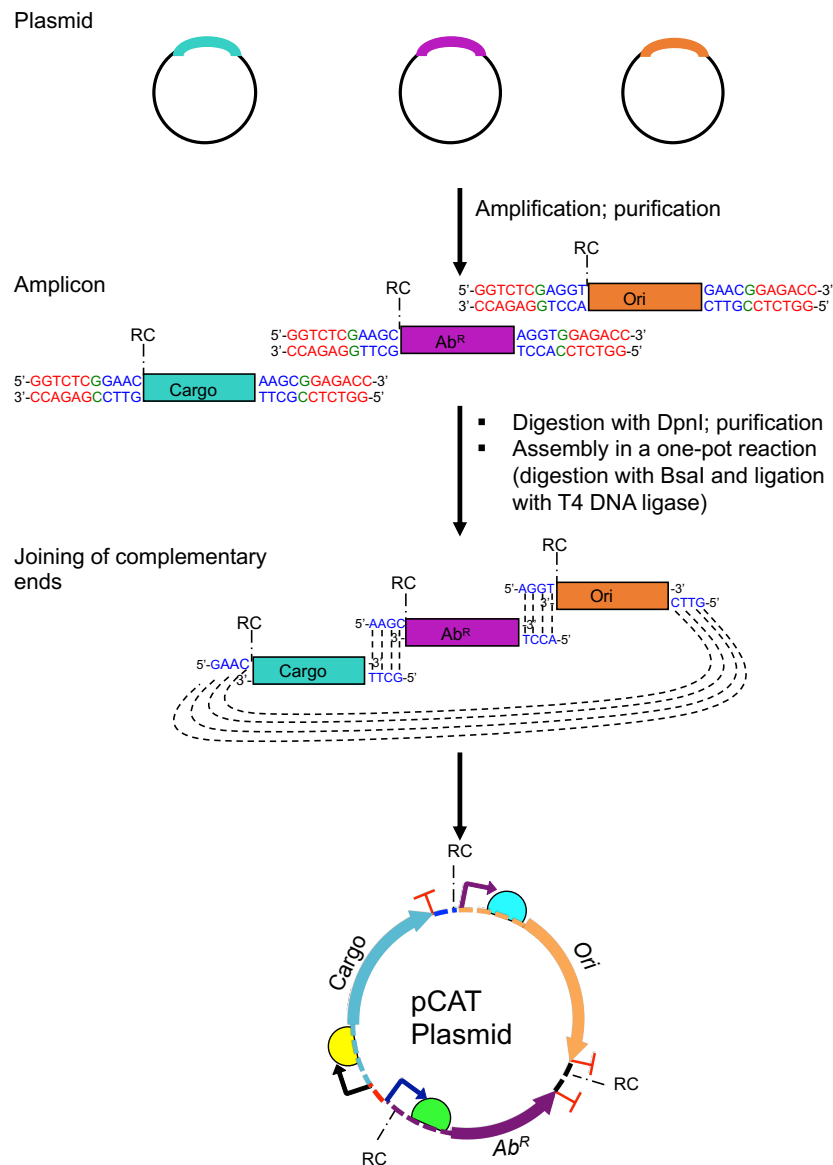 Plasmid
Amplification; purification
RC
Amplicon
5’-GGTCTCGAGGT
GAACGGAGACC-3’
3’-CCAGAGGTCCA
Ori
CTTGCCTCTGG-5’
RC
5’-GGTCTCGAAGC
AGGTGGAGACC-3’
3’-CCAGAGGTTCG
AbR
TCCACCTCTGG-5’
RC
5’-GGTCTCGGAAC
AAGCGGAGACC-3’
3’-CCAGAGCCTTG
Cargo
TTCGCCTCTGG-5’
▪ Digestion with DpnI; purification
▪ Assembly in a one-pot reaction
(digestion with BsaI and ligation
with T4 DNA ligase)
Joining of complementary
ends
RC
5’-AGGT
-3’
3’-
Ori
CTTG-5’
RC
5’-AAGC
-3’
3’-
AbR
TCCA-5’
RC
5’-GAAC
-3’
3’-
Cargo
TTCG-5’
RC
Cargo
Ori
pCAT
Plasmid
RC
AbR
RC